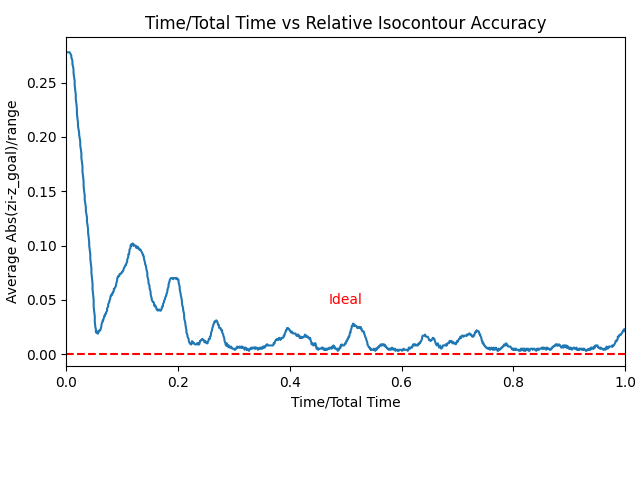 Time/Total Time vs Relative Isocontour Accuracy
Average Abs(zi-z_goal)/range
0.25
0.20
0.15
0.10
0.05
0.00
Ideal
0.0 0.2 0.4 0.6 0.8 1.0
Time/Total Time